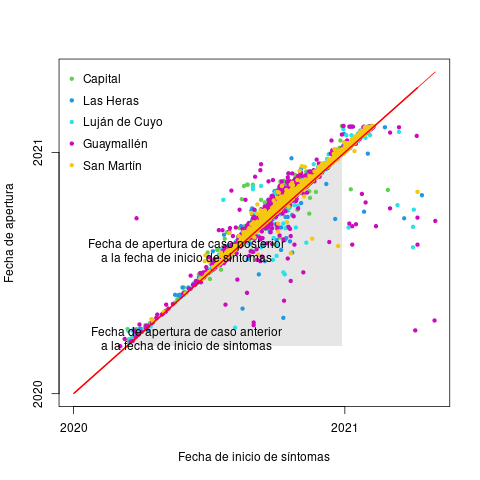 Capital
Las Heras
Luján de Cuyo
Guaymallén
San Martín
Fecha de apertura de caso posterior
a la fecha de inicio de síntomas
Fecha de apertura de caso anterior
a la fecha de inicio de sintomas
2020
2021
Fecha de apertura
2020
2021
Fecha de inicio de síntomas